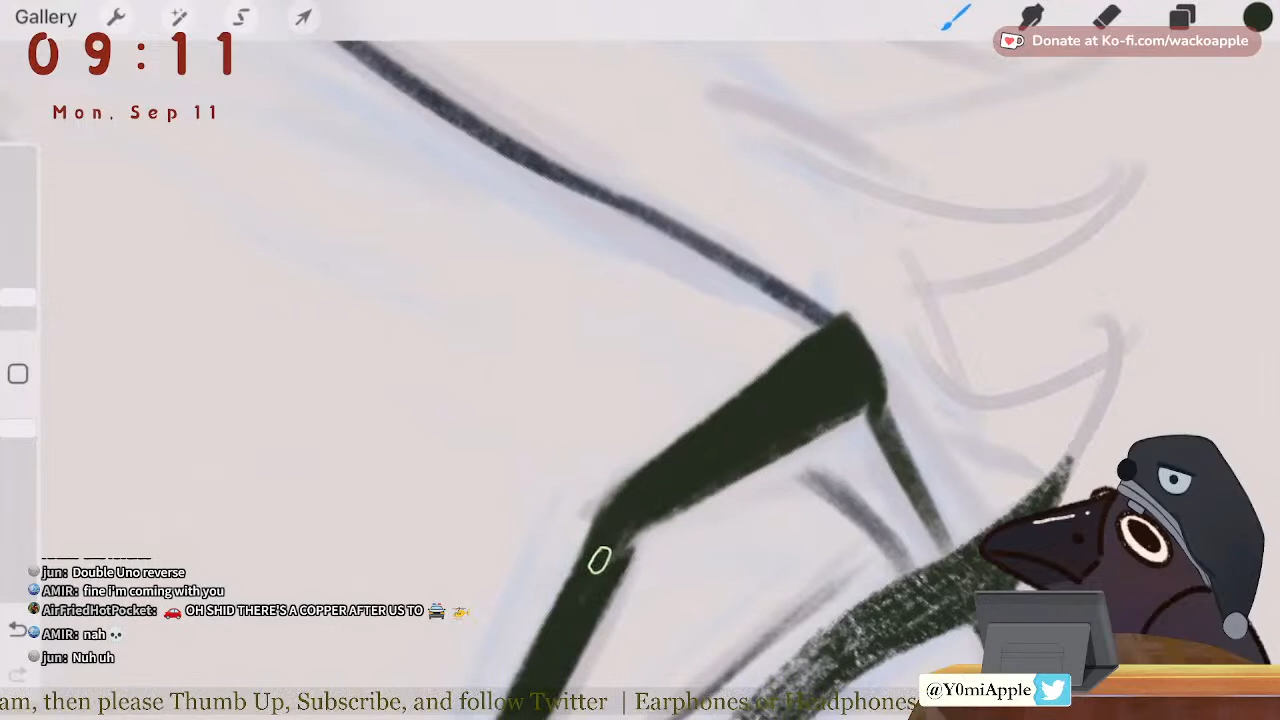 Gallery
09:11
Donate at Ko-fi.com/wackoapple
Mon, Sep 11
jun: Double Uno reverse
AMIR: fine i'm coming with you
AirFriedHotPocket: 🚗 OH SHID THERE'S A COPPER AFTER US TO 🚔 🚁
AMIR: nah 💀
jun: Nuh uh
@Y0miApple
am, then please Thumb Up, Subscribe, and follow Twitter | Earphones or Headphones